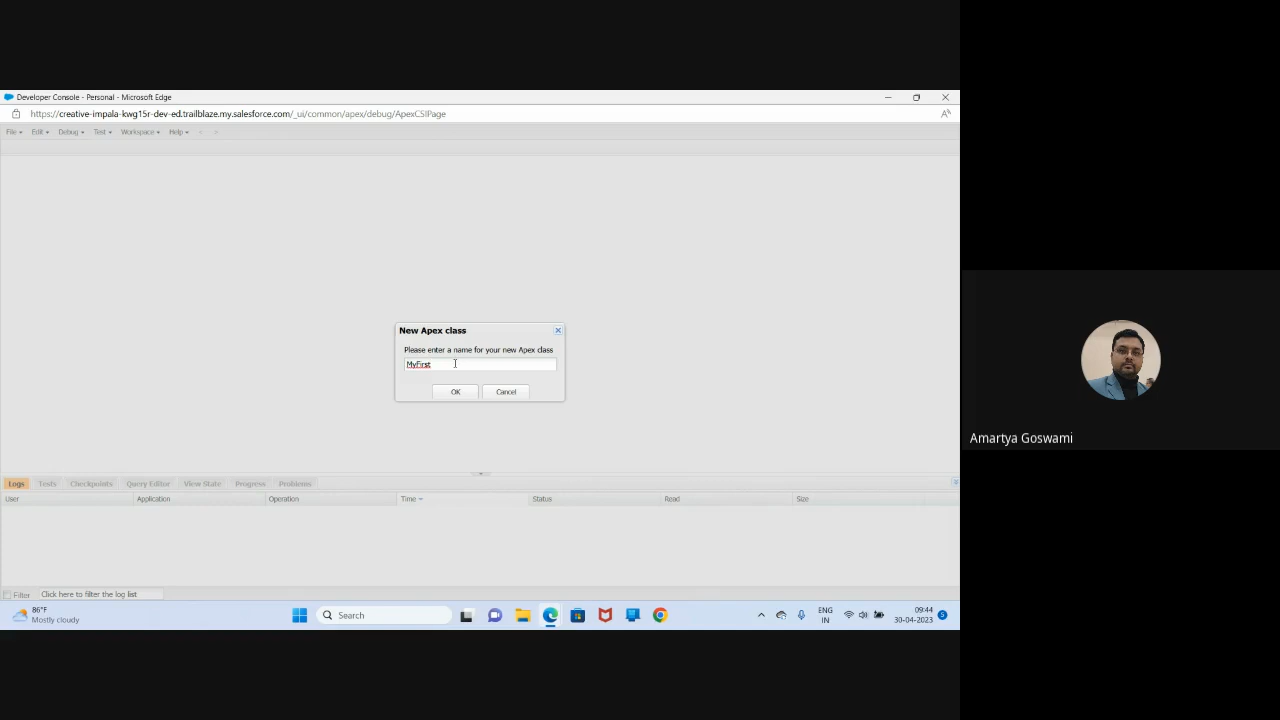 Developer Console - Personal - Microsoft Edge
https://creative-impala-kwg15r-dev-ed.trailblaze.my.salesforce.com/_ui/common/apex/debug/ApexCSIPage
File Edit Debug Test Workspace Help < >
New Apex class
Please enter a name for your new Apex class
MyFirst
OK Cancel
Amartya Goswami
Logs Tests Checkpoints Query Editor View State Progress Problems
User Application Operation Time Status Read Size
Filter Click here to filter the log list
86°F
Mostly cloudy
Search
ENG
IN
09:44
30-04-2023
5